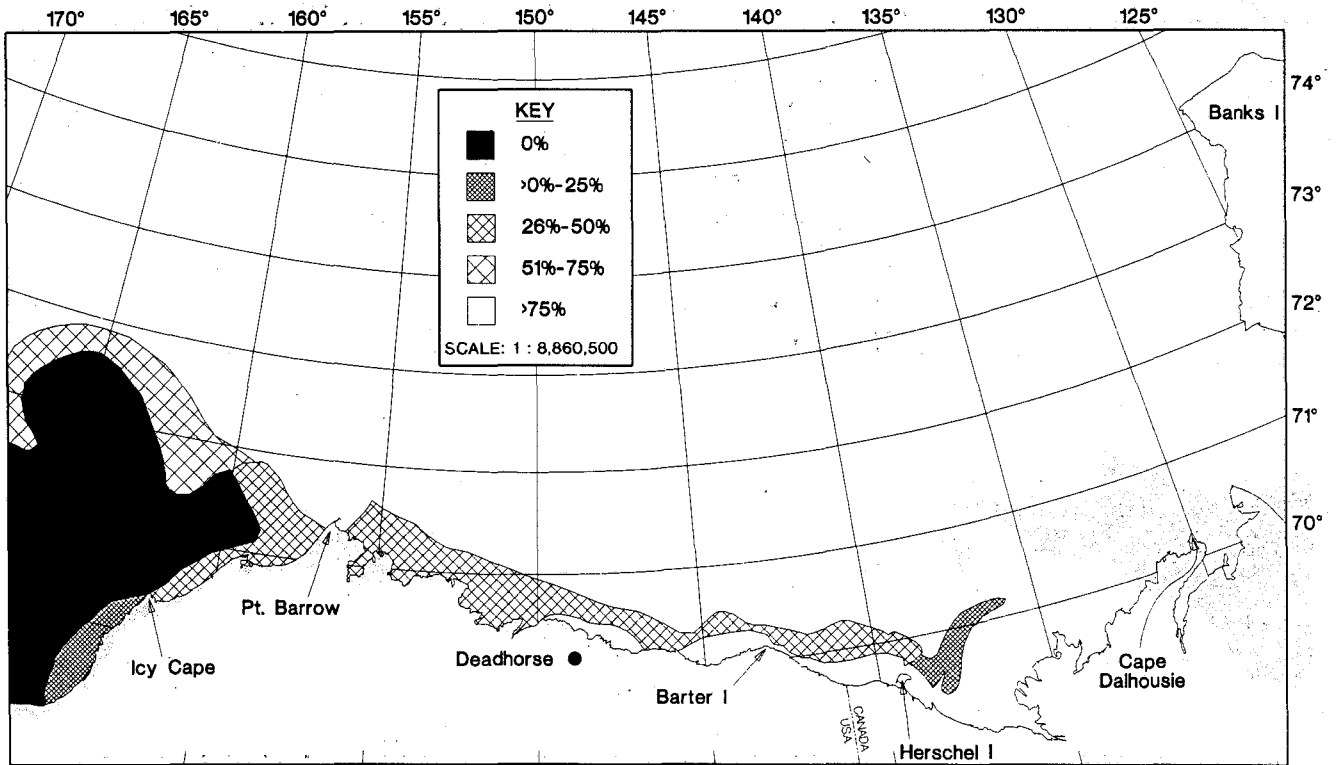 170° 165° 160° 155° 150° 145° 140° 135° 130° 125°
74°
Banks I
73°
72°
71°
70°
KEY
0%
>0%-25%
26%-50%
51%-75%
>75%
SCALE: 1 : 8,860,500
Pt. Barrow
Icy Cape
Deadhorse
Barter I
CANADA
USA
Herschel I
Cape
Dalhousie